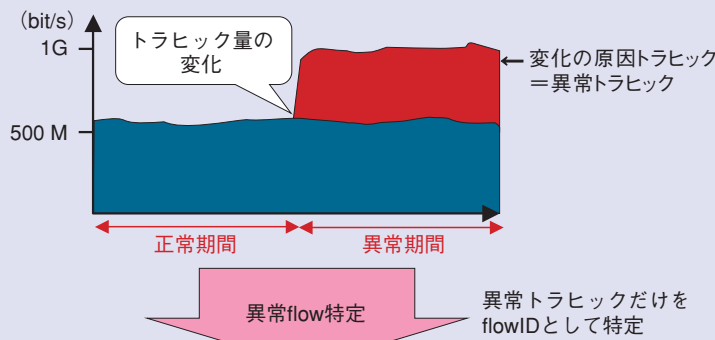 (bit/s)
1G
トラヒック量の
変化
変化の原因トラヒック
＝異常トラヒック
500 M
正常期間
異常期間
異常flow特定
異常トラヒックだけを
flowIDとして特定